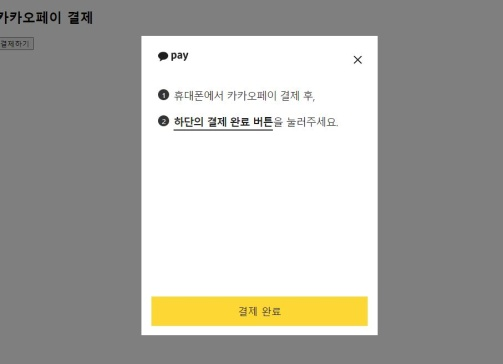 카카오페이 결제
결제하기
pay
1 휴대폰에서 카카오페이 결제 후,
2 하단의 결제 완료 버튼을 눌러주세요.
결제 완료